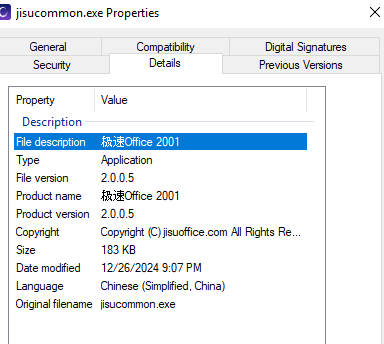 jisucommon.exe Properties
General Compatibility Digital Signatures
Security Details Previous Versions
Property Value
Description
File description 极速Office 2001
Type Application
File version 2.0.0.5
Product name 极速Office 2001
Product version 2.0.0.5
Copyright Copyright (C) jisuoffice.com All Rights Re...
Size 183 KB
Date modified 12/26/2024 9:07 PM
Language Chinese (Simplified, China)
Original filename jisucommon.exe